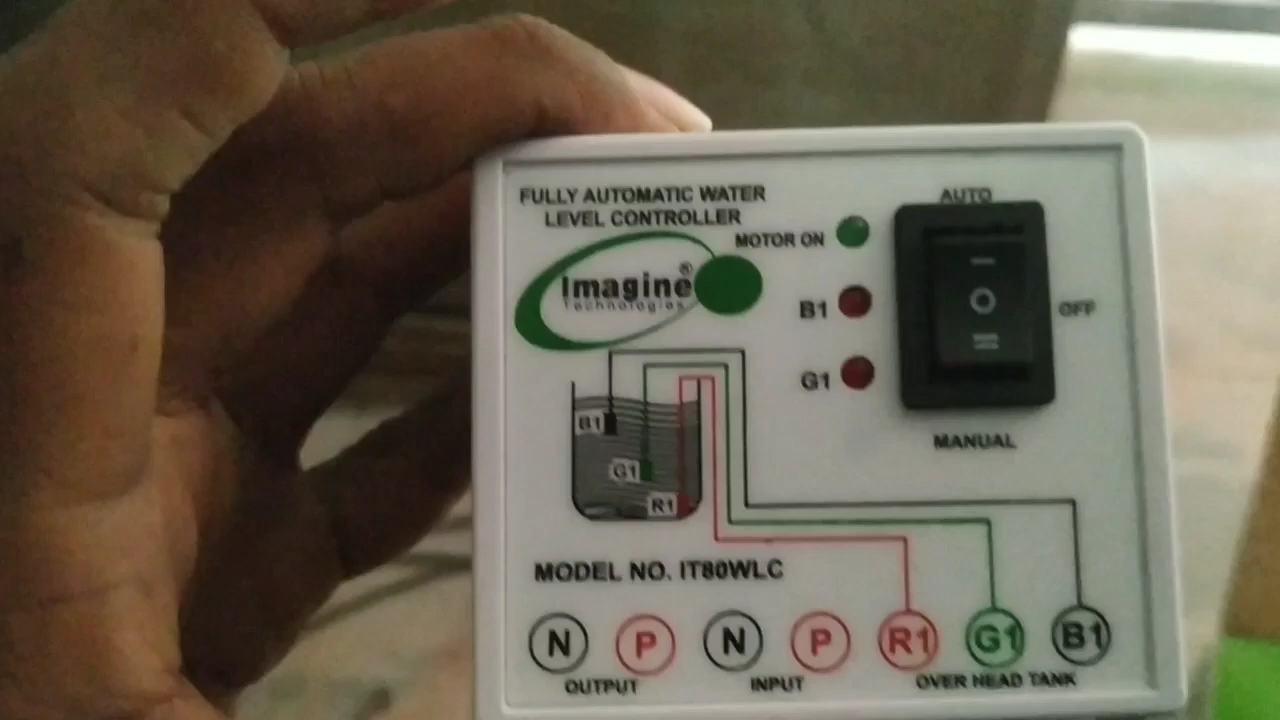 FULLY AUTOMATIC WATER
LEVEL CONTROLLER
Imagine®
Technologies
MOTOR ON
B1
G1
AUTO
OFF
MANUAL
B1
G1
R1
MODEL NO. IT80WLC
N P N P R1 G1 B1
OUTPUT INPUT OVER HEAD TANK